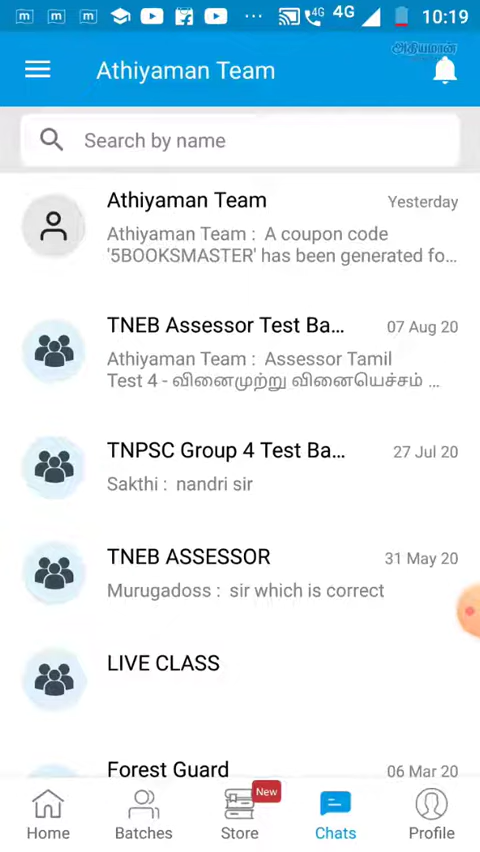 4G 4G 10:19
அதியமான்
Athiyaman Team
Search by name
Athiyaman Team Yesterday
Athiyaman Team : A coupon code
'5BOOKSMASTER' has been generated fo...
TNEB Assessor Test Ba... 07 Aug 20
Athiyaman Team : Assessor Tamil
Test 4 - வினைமுற்று வினையெச்சம் ...
TNPSC Group 4 Test Ba... 27 Jul 20
Sakthi : nandri sir
TNEB ASSESSOR 31 May 20
Murugadoss : sir which is correct
LIVE CLASS
Forest Guard 06 Mar 20
New
Home Batches Store Chats Profile